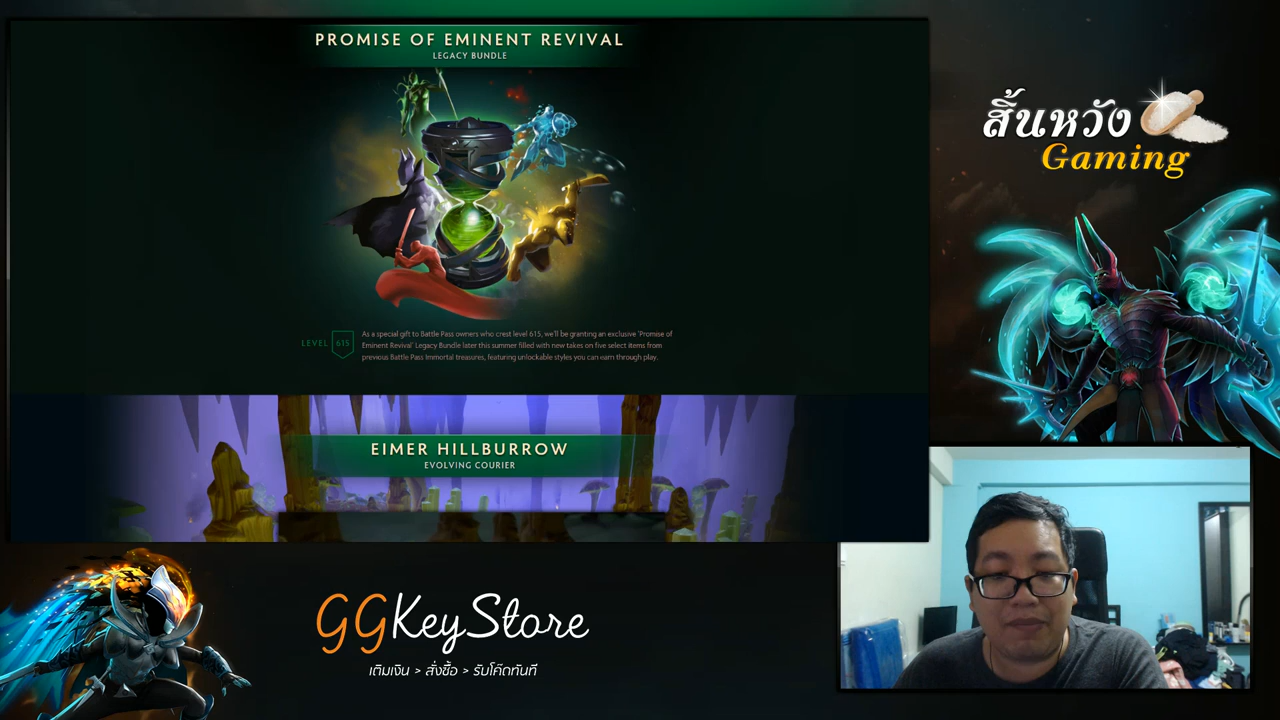 PROMISE OF EMINENT REVIVAL
LEGACY BUNDLE
LEVEL 615
As a special gift to Battle Pass owners who crest level 615, we'll be granting an exclusive 'Promise of
Eminent Revival' Legacy Bundle later this summer filled with new takes on five select items from
previous Battle Pass Immortal treasures, featuring unlockable styles you can earn through play.
EIMER HILLBURROW
EVOLVING COURIER
สิ้นหวัง
Gaming
GGKeyStore
เติมเงิน > สั่งซื้อ > รับโค๊ดทันที